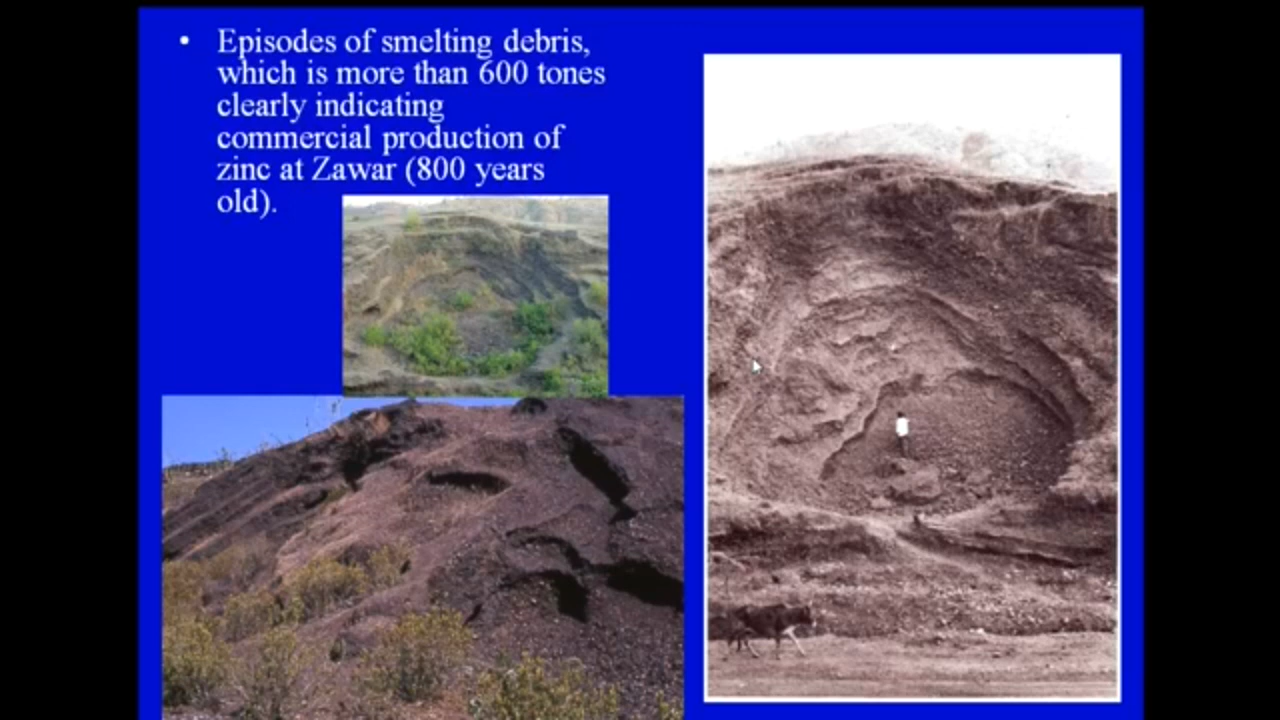 • Episodes of smelting debris,
which is more than 600 tones
clearly indicating
commercial production of
zinc at Zawar (800 years
old).